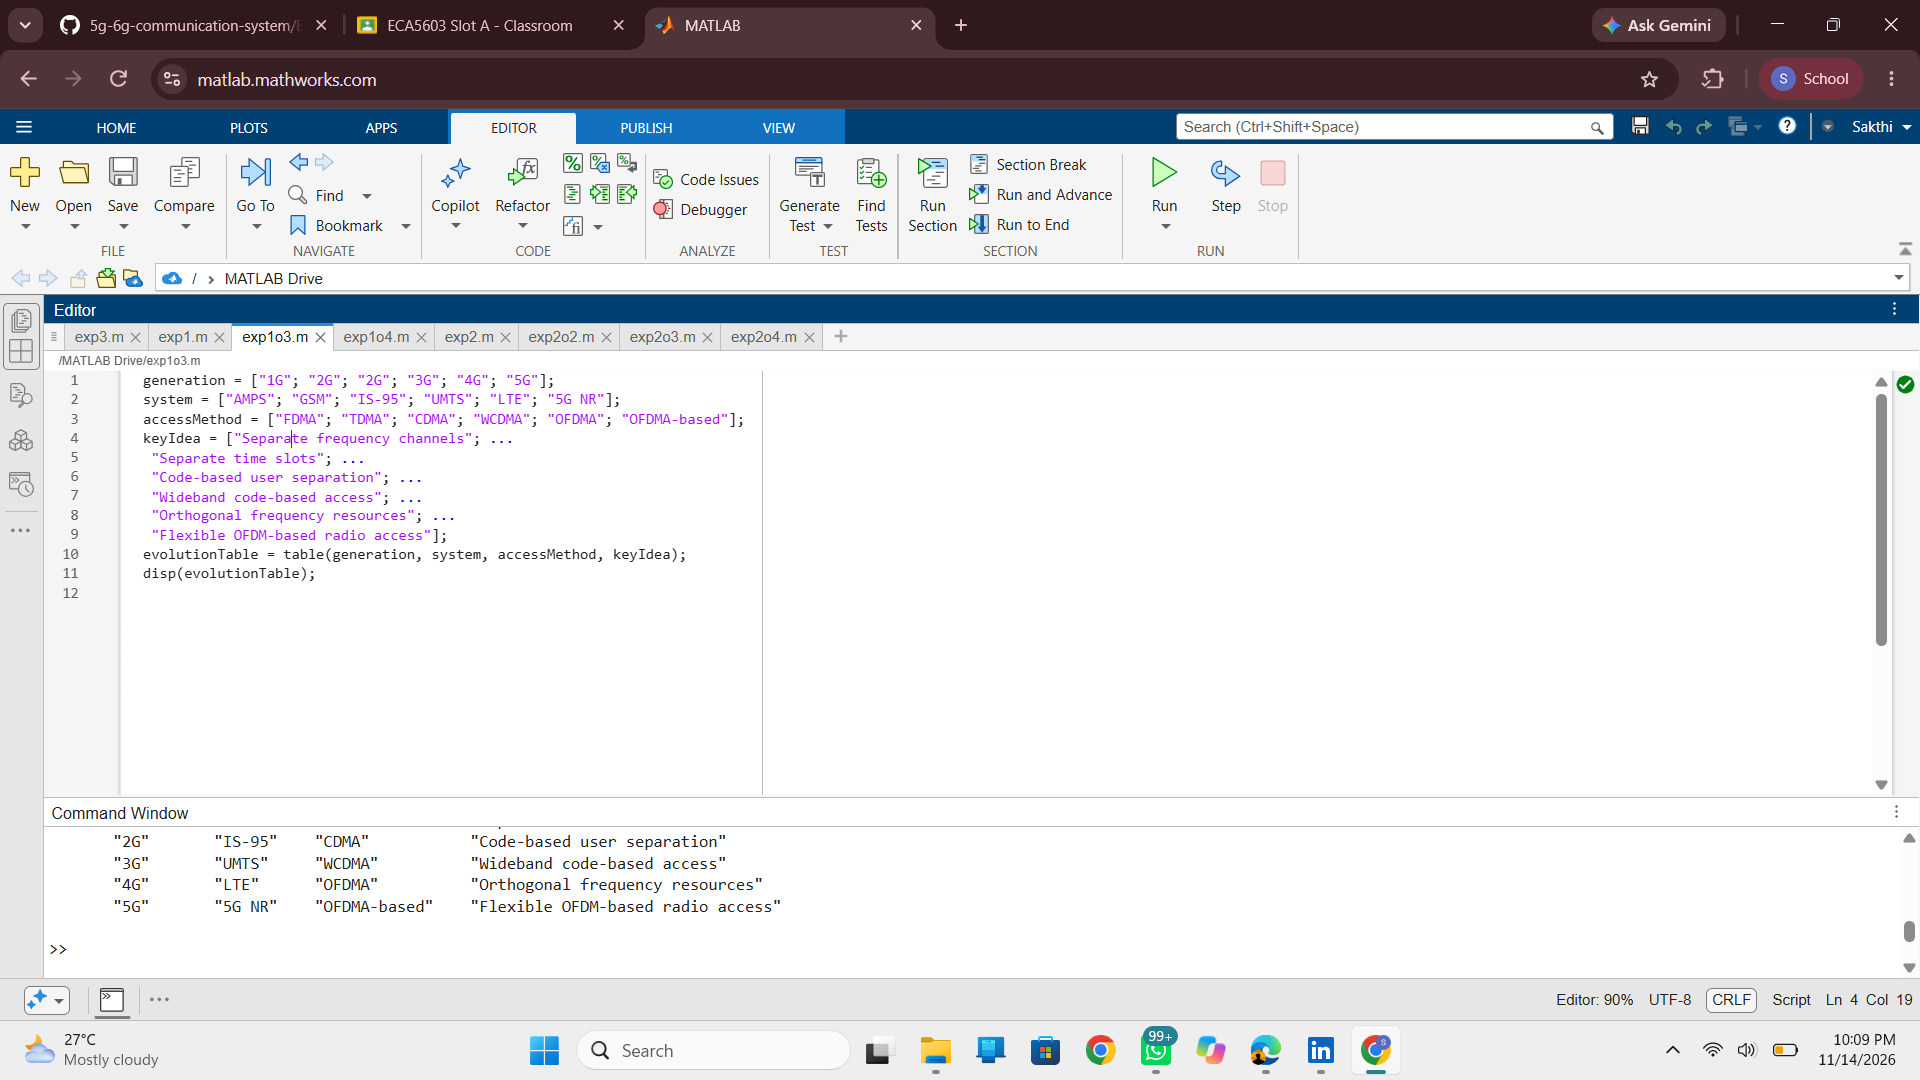 5g-6g-communication-system/
ECA5603 Slot A - Classroom
MATLAB
Ask Gemini
matlab.mathworks.com
S School
HOME PLOTS APPS EDITOR PUBLISH VIEW
Search (Ctrl+Shift+Space)
Sakthi
New Open Save Compare
FILE
Go To Find Bookmark
NAVIGATE
Copilot Refactor
CODE
Code Issues
Debugger
ANALYZE
Generate Test Find Tests
TEST
Run Section
Section Break
Run and Advance
Run to End
SECTION
Run Step Stop
RUN
/ > MATLAB Drive
Editor
exp3.m exp1.m exp1o3.m exp1o4.m exp2.m exp2o2.m exp2o3.m exp2o4.m
/MATLAB Drive/exp1o3.m
1 generation = ["1G"; "2G"; "2G"; "3G"; "4G"; "5G"];
2 system = ["AMPS"; "GSM"; "IS-95"; "UMTS"; "LTE"; "5G NR"];
3 accessMethod = ["FDMA"; "TDMA"; "CDMA"; "WCDMA"; "OFDMA"; "OFDMA-based"];
4 keyIdea = ["Separate frequency channels"; ...
5 "Separate time slots"; ...
6 "Code-based user separation"; ...
7 "Wideband code-based access"; ...
8 "Orthogonal frequency resources"; ...
9 "Flexible OFDM-based radio access"];
10 evolutionTable = table(generation, system, accessMethod, keyIdea);
11 disp(evolutionTable);
12
Command Window
"2G" "IS-95" "CDMA" "Code-based user separation"
"3G" "UMTS" "WCDMA" "Wideband code-based access"
"4G" "LTE" "OFDMA" "Orthogonal frequency resources"
"5G" "5G NR" "OFDMA-based" "Flexible OFDM-based radio access"
>>
Editor: 90% UTF-8 CRLF Script Ln 4 Col 19
27°C
Mostly cloudy
Search
99+
10:09 PM
11/14/2026